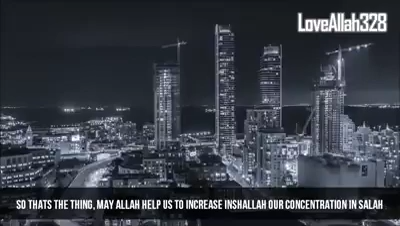 LoveAllah328
SO THATS THE THING, MAY ALLAH HELP US TO INCREASE INSHALLAH OUR CONCENTRATION IN SALAH